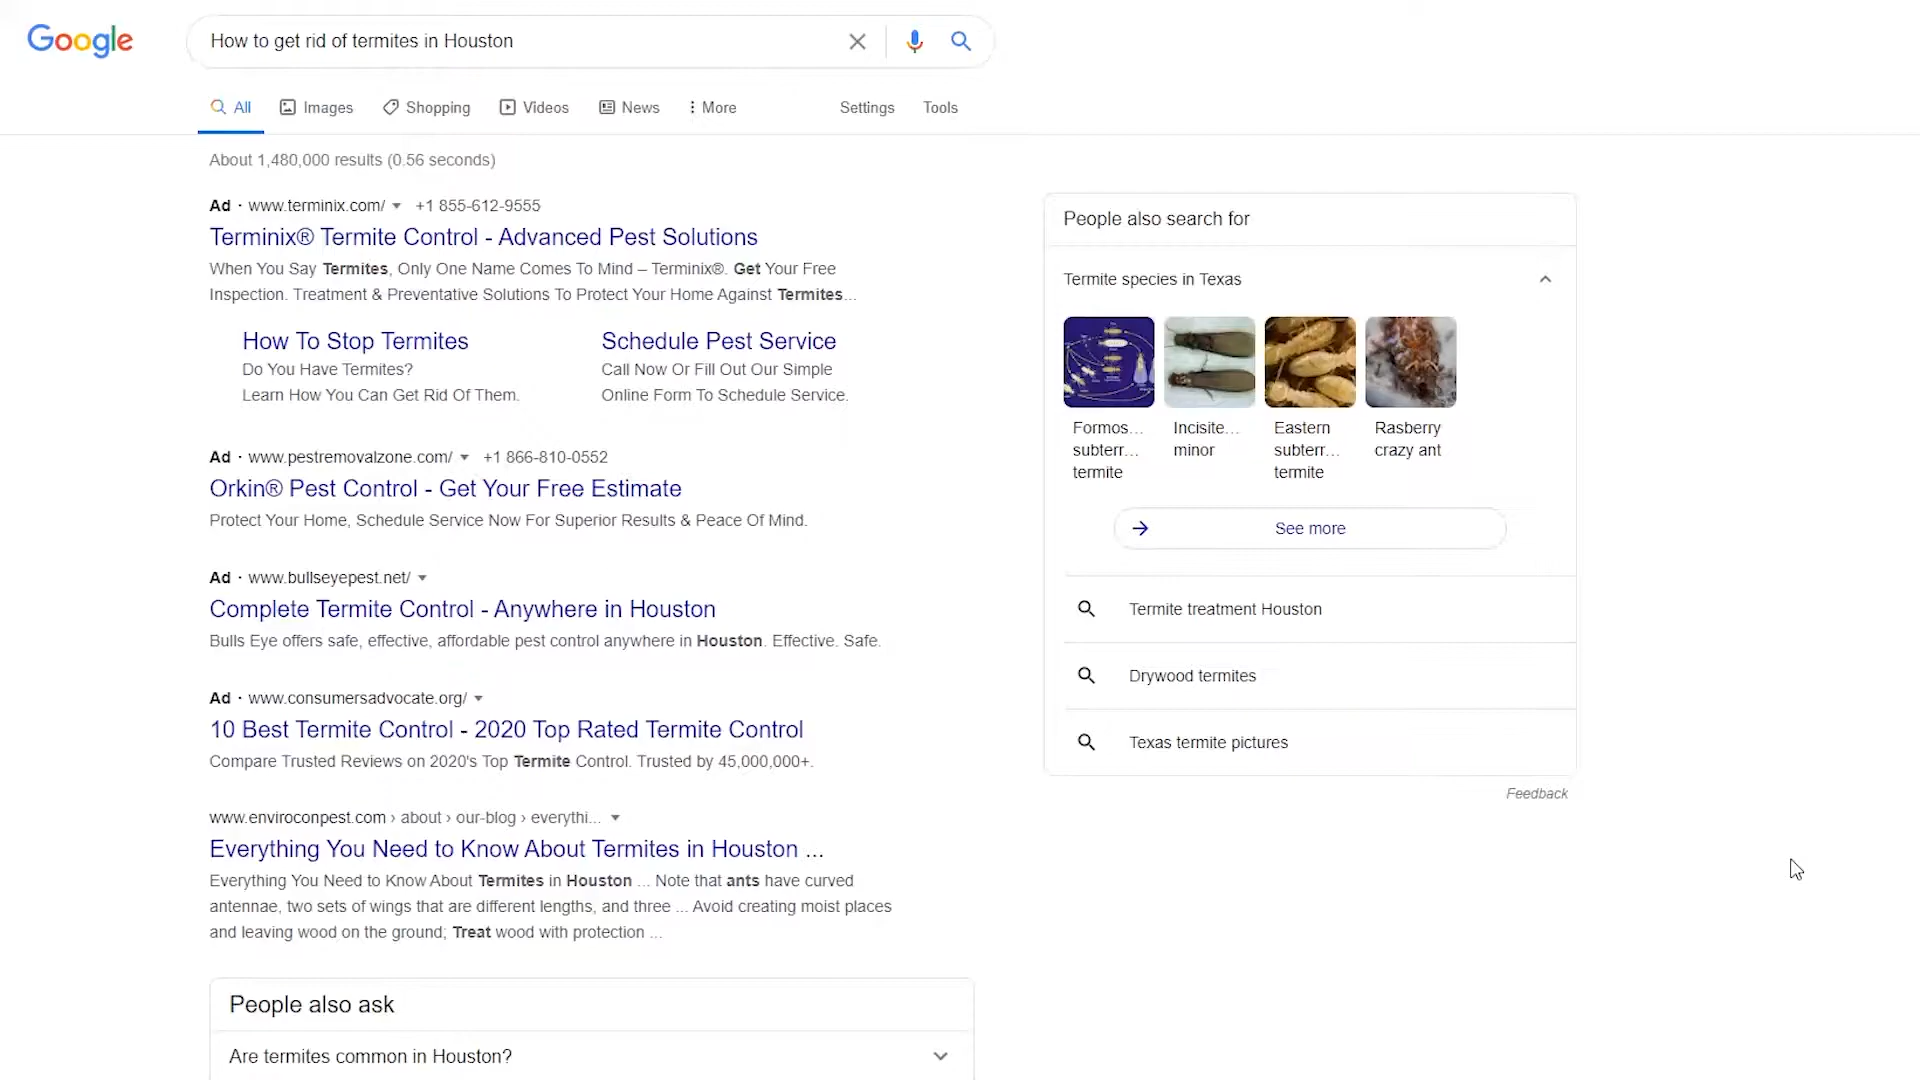 Google
How to get rid of termites in Houston
All
Images
Shopping
Videos
News
More
Settings
Tools
About 1,480,000 results (0.56 seconds)
Ad · www.terminix.com/ +1 855-612-9555
Terminix® Termite Control - Advanced Pest Solutions
When You Say Termites, Only One Name Comes To Mind – Terminix®. Get Your Free
Inspection. Treatment & Preventative Solutions To Protect Your Home Against Termites...
How To Stop Termites
Do You Have Termites?
Learn How You Can Get Rid Of Them.
Schedule Pest Service
Call Now Or Fill Out Our Simple
Online Form To Schedule Service.
Ad · www.pestremovalzone.com/ +1 866-810-0552
Orkin® Pest Control - Get Your Free Estimate
Protect Your Home, Schedule Service Now For Superior Results & Peace Of Mind.
Ad · www.bullseyepest.net/
Complete Termite Control - Anywhere in Houston
Bulls Eye offers safe, effective, affordable pest control anywhere in Houston. Effective. Safe.
Ad · www.consumersadvocate.org/
10 Best Termite Control - 2020 Top Rated Termite Control
Compare Trusted Reviews on 2020's Top Termite Control. Trusted by 45,000,000+.
www.enviroconpest.com › about › our-blog › everythi...
Everything You Need to Know About Termites in Houston ...
Everything You Need to Know About Termites in Houston ... Note that ants have curved
antennae, two sets of wings that are different lengths, and three ... Avoid creating moist places
and leaving wood on the ground; Treat wood with protection ...
People also ask
Are termites common in Houston?
People also search for
Termite species in Texas
Formos...
subterr...
termite
Incisite...
minor
Eastern
subterr...
termite
Rasberry
crazy ant
See more
Termite treatment Houston
Drywood termites
Texas termite pictures
Feedback